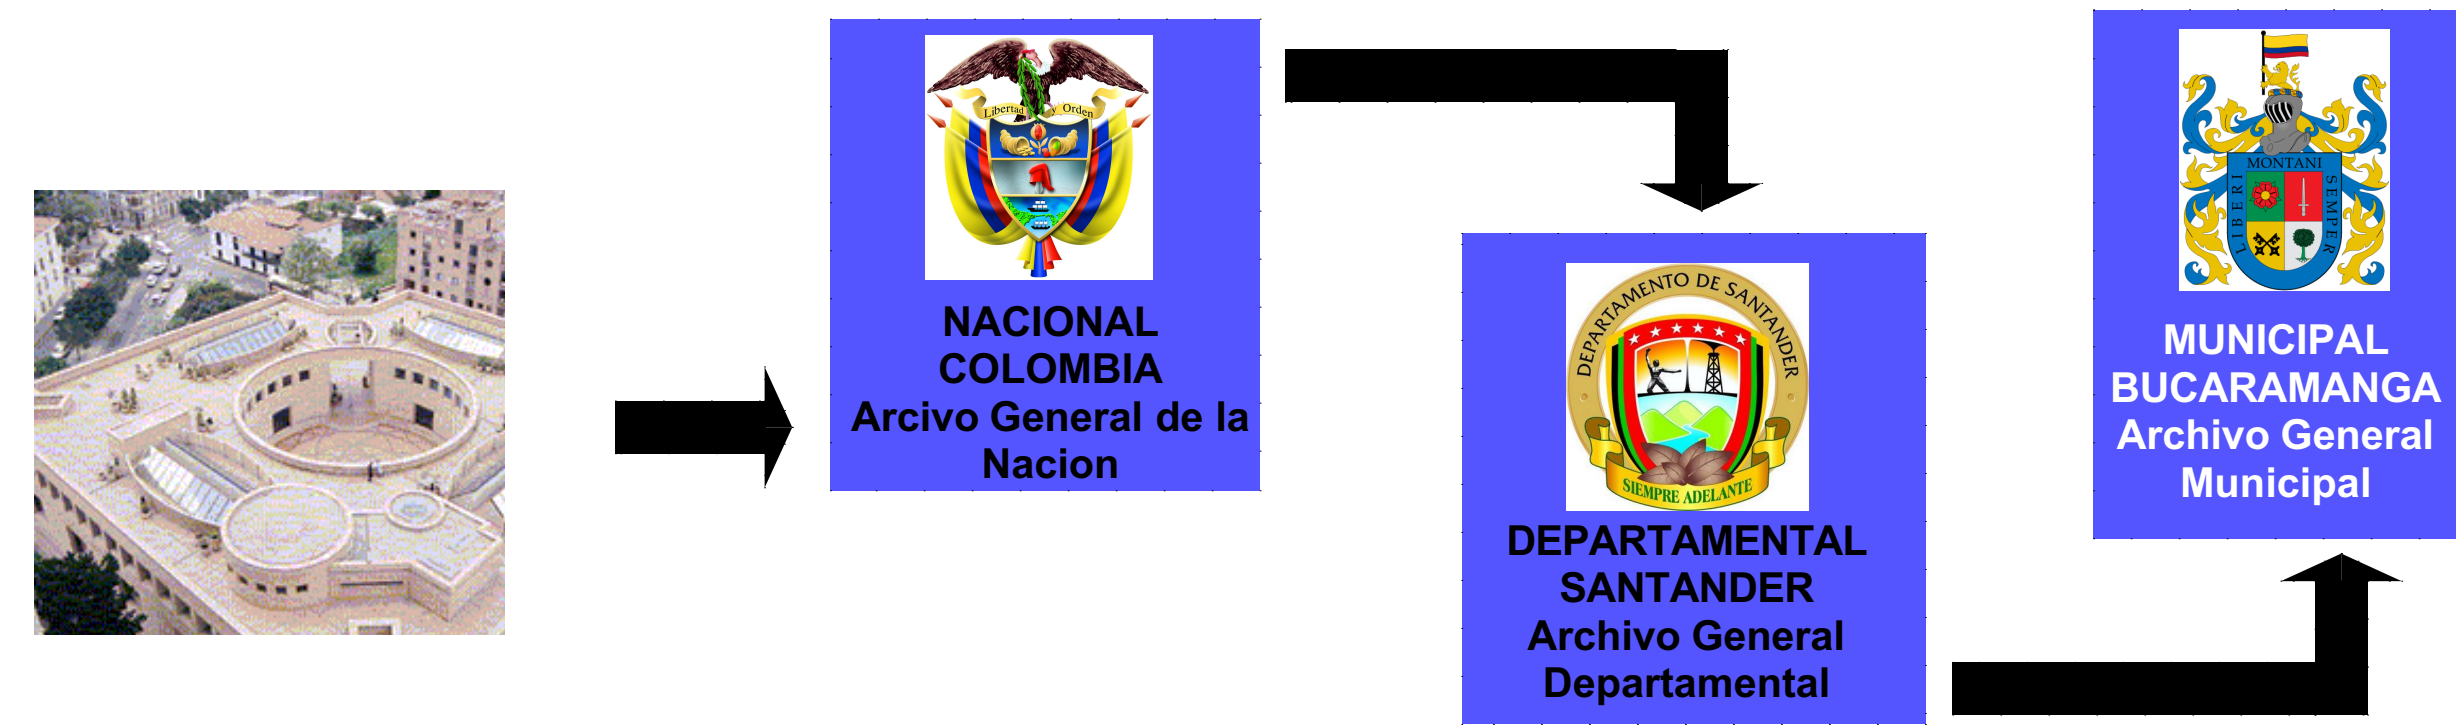 Libertad y Orden
NACIONAL
COLOMBIA
Arcivo General de la
Nacion
DEPARTAMENTO DE SANTANDER
SIEMPRE ADELANTE
DEPARTAMENTAL
SANTANDER
Archivo General
Departamental
LIBERI MONTANI SEMPER
MUNICIPAL
BUCARAMANGA
Archivo General
Municipal